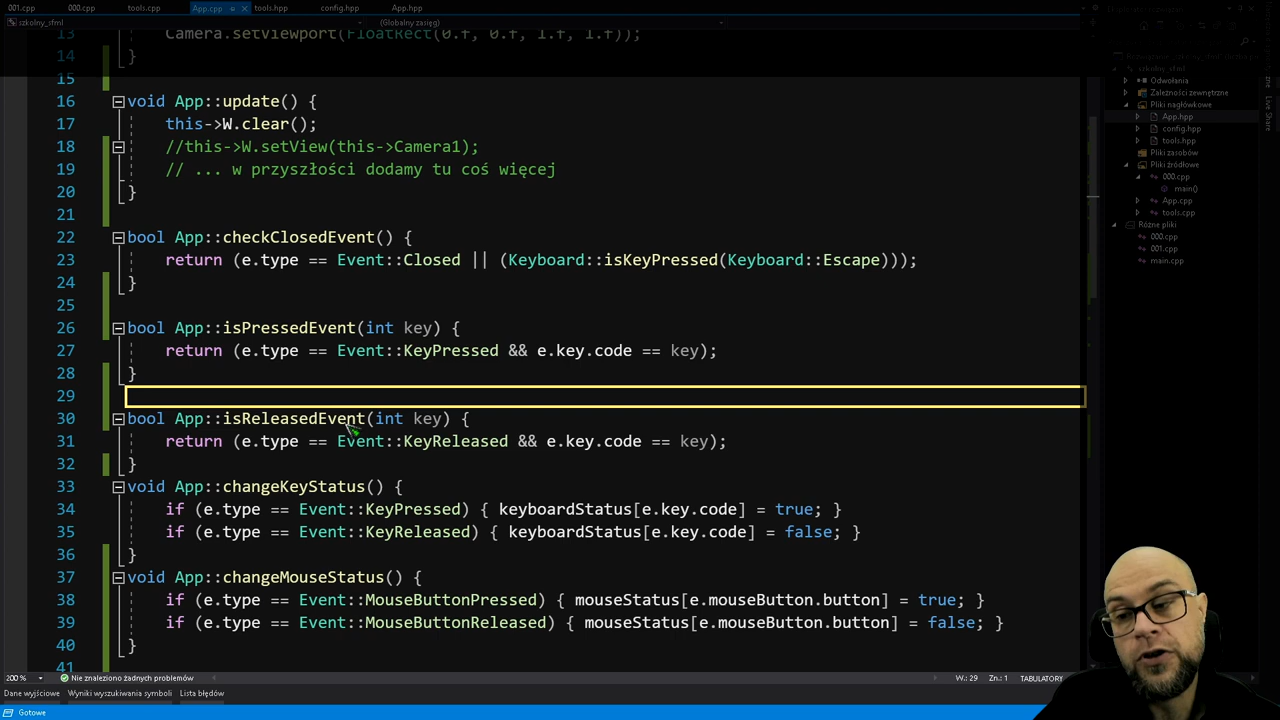 001.cpp 000.cpp tools.cpp App.cpp tools.hpp config.hpp App.hpp
szkolny_sfml (Globalny zasięg)
13 Camera.setViewport(FloatRect(0.f, 0.f, 1.f, 1.f));
14 }
15
16 void App::update() {
17 this->W.clear();
18 //this->W.setView(this->Camera1);
19 // ... w przyszłości dodamy tu coś więcej
20 }
21
22 bool App::checkClosedEvent() {
23 return (e.type == Event::Closed || (Keyboard::isKeyPressed(Keyboard::Escape)));
24 }
25
26 bool App::isPressedEvent(int key) {
27 return (e.type == Event::KeyPressed && e.key.code == key);
28 }
29
30 bool App::isReleasedEvent(int key) {
31 return (e.type == Event::KeyReleased && e.key.code == key);
32 }
33 void App::changeKeyStatus() {
34 if (e.type == Event::KeyPressed) { keyboardStatus[e.key.code] = true; }
35 if (e.type == Event::KeyReleased) { keyboardStatus[e.key.code] = false; }
36 }
37 void App::changeMouseStatus() {
38 if (e.type == Event::MouseButtonPressed) { mouseStatus[e.mouseButton.button] = true; }
39 if (e.type == Event::MouseButtonReleased) { mouseStatus[e.mouseButton.button] = false; }
40 }
41
200 % Nie znaleziono żadnych problemów W.: 29 Zn.: 1 TABULATORY
Dane wyjściowe Wyniki wyszukiwania symboli Lista błędów
Gotowe
szkolny_sfml
Odwołania
Zależności zewnętrzne
Pliki nagłówkowe
App.hpp
config.hpp
tools.hpp
Pliki zasobów
Pliki źródłowe
000.cpp
main()
App.cpp
tools.cpp
Różne pliki
000.cpp
001.cpp
main.cpp
Live Share